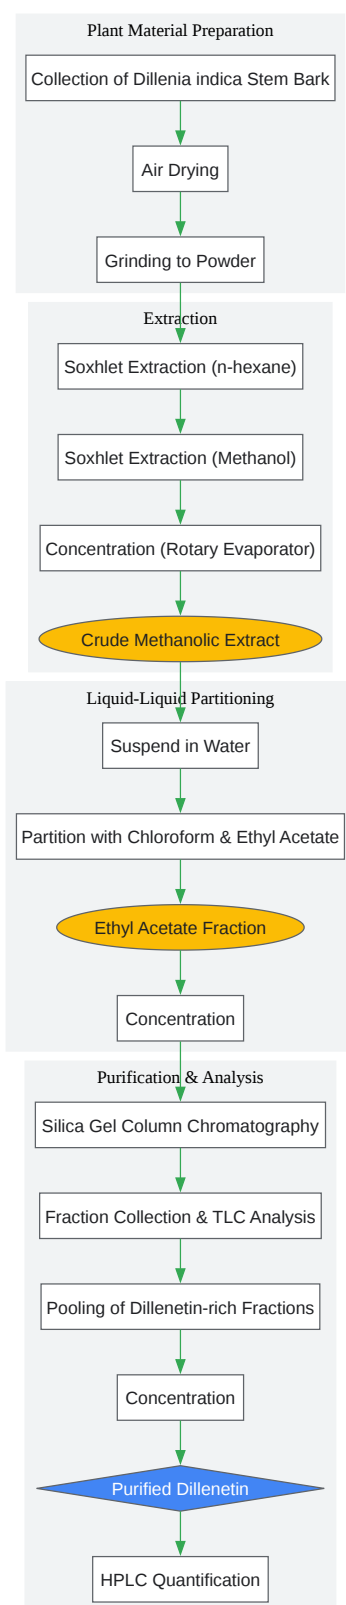 Plant Material Preparation
Collection of Dillenia indica Stem Bark
Air Drying
Grinding to Powder
Extraction
Soxhlet Extraction (n-hexane)
Soxhlet Extraction (Methanol)
Concentration (Rotary Evaporator)
Crude Methanolic Extract
Liquid-Liquid Partitioning
Suspend in Water
Partition with Chloroform & Ethyl Acetate
Ethyl Acetate Fraction
Concentration
Purification & Analysis
Silica Gel Column Chromatography
Fraction Collection & TLC Analysis
Pooling of Dillenetin-rich Fractions
Concentration
Purified Dillenetin
HPLC Quantification